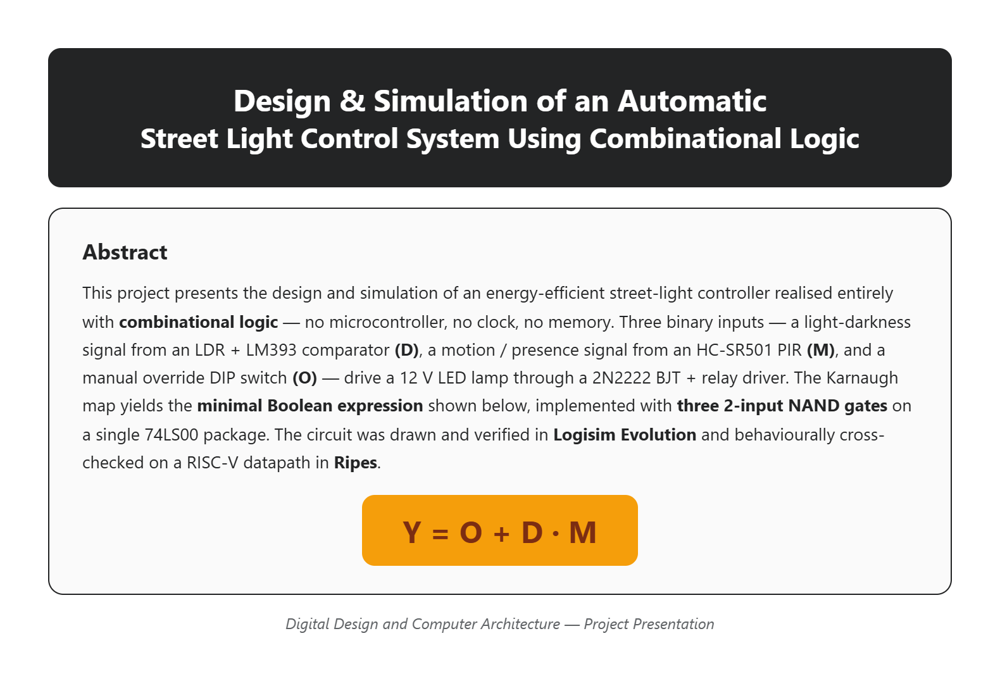 Design & Simulation of an Automatic
Street Light Control System Using Combinational Logic
Abstract
This project presents the design and simulation of an energy-efficient street-light controller realised entirely
with combinational logic — no microcontroller, no clock, no memory. Three binary inputs — a light-darkness
signal from an LDR + LM393 comparator (D), a motion / presence signal from an HC-SR501 PIR (M), and a
manual override DIP switch (O) — drive a 12 V LED lamp through a 2N2222 BJT + relay driver. The Karnaugh
map yields the minimal Boolean expression shown below, implemented with three 2-input NAND gates on
a single 74LS00 package. The circuit was drawn and verified in Logisim Evolution and behaviourally cross-
checked on a RISC-V datapath in Ripes.
Y = O + D · M
Digital Design and Computer Architecture — Project Presentation